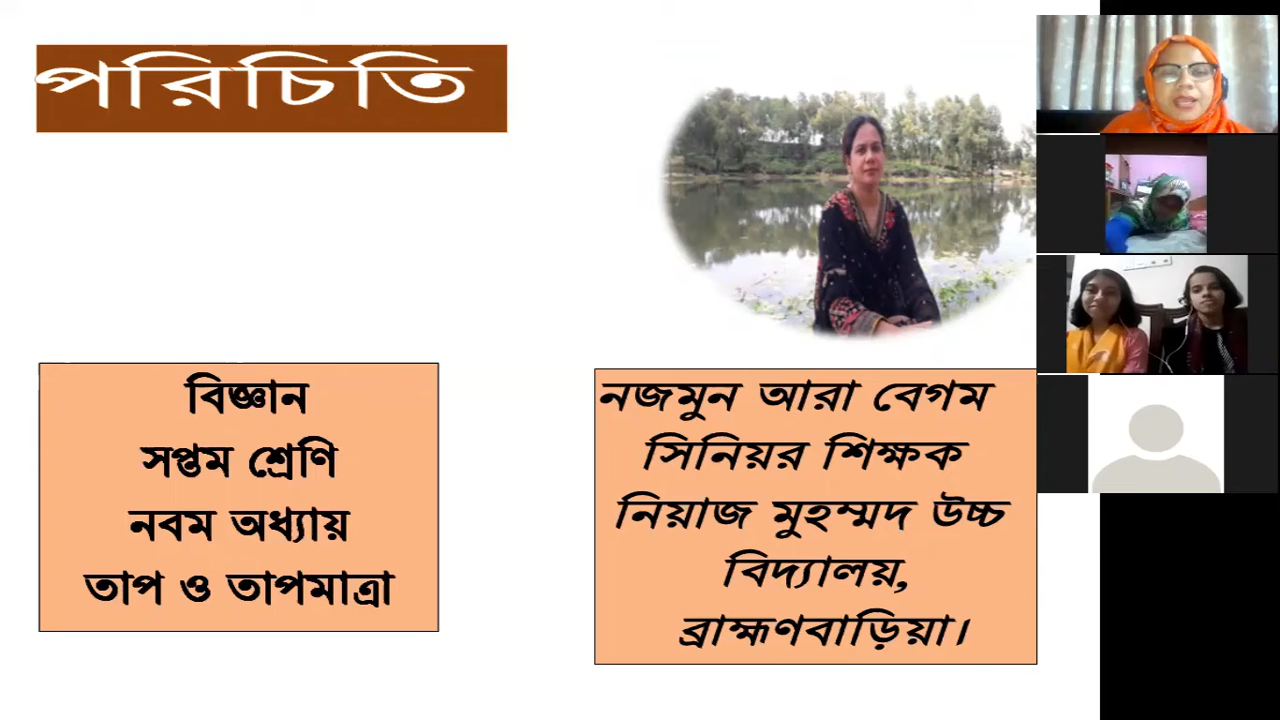 পরিচিতি
বিজ্ঞান
সপ্তম শ্রেণি
নবম অধ্যায়
তাপ ও তাপমাত্রা
নজমুন আরা বেগম
সিনিয়র শিক্ষক
নিয়াজ মুহম্মদ উচ্চ
বিদ্যালয়,
ব্রাহ্মণবাড়িয়া।